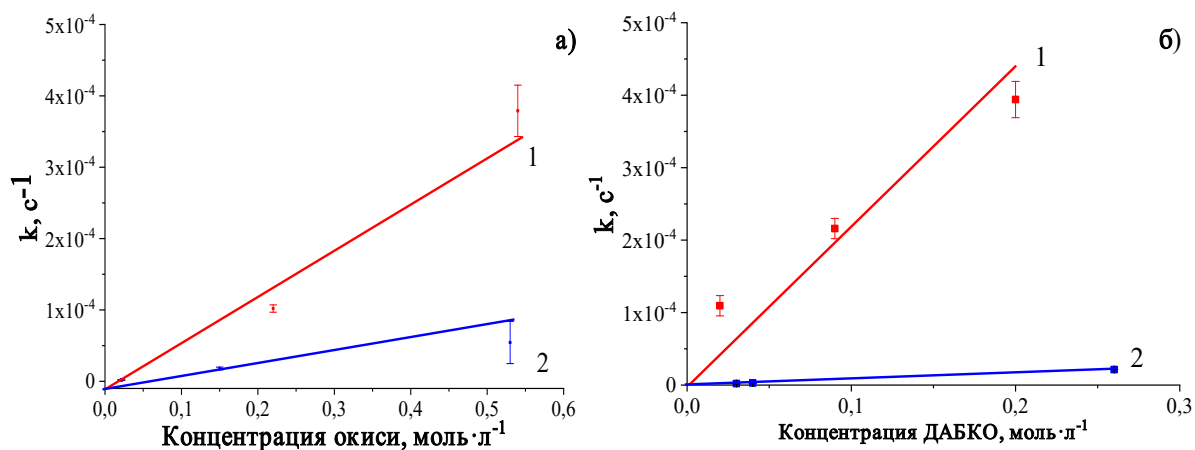 а)
k, с-1
5x10-4
4x10-4
3x10-4
2x10-4
1x10-4
0
0,0 0,1 0,2 0,3 0,4 0,5 0,6
1
2
Концентрация окиси, моль·л-1
б)
k, с-1
5x10-4
4x10-4
3x10-4
2x10-4
1x10-4
0
0,0 0,1 0,2 0,3
1
2
Концентрация ДАБКО, моль·л-1